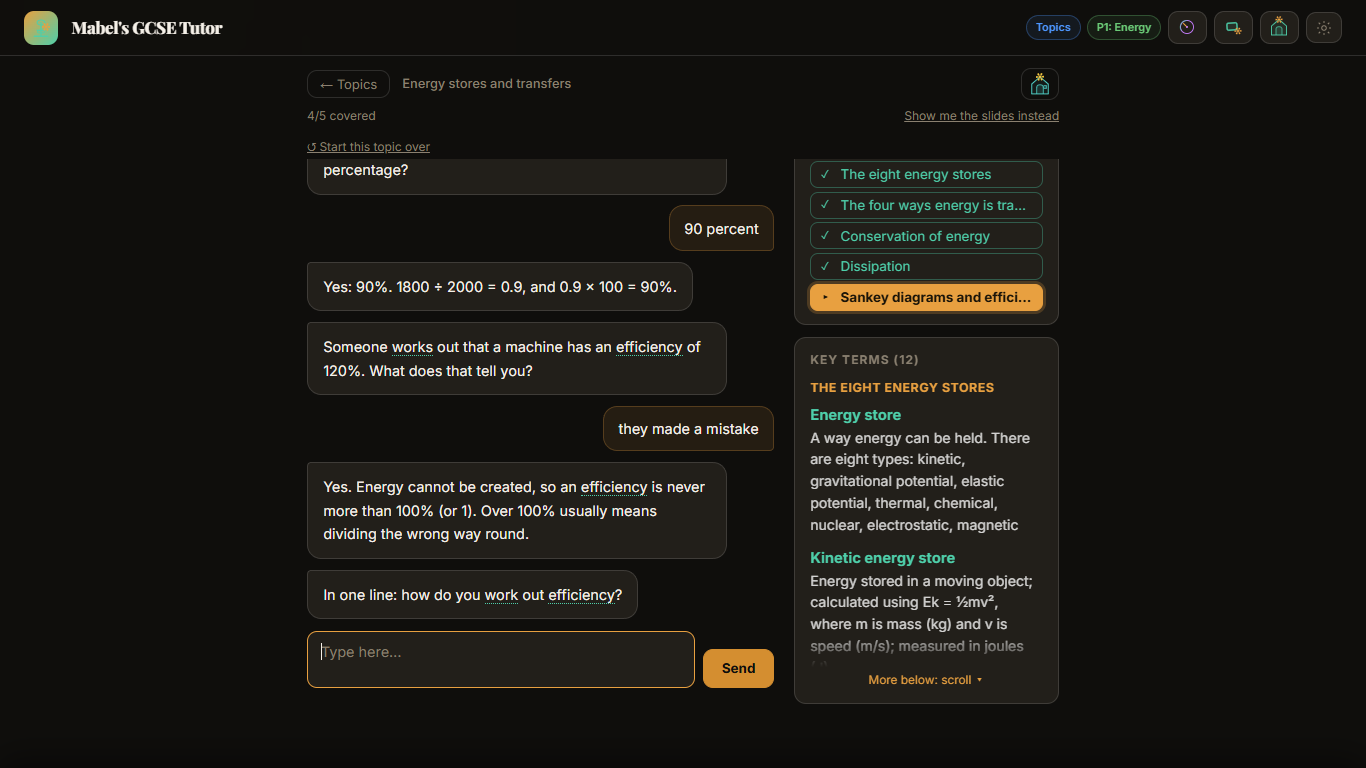 Mabel's GCSE Tutor
Topics
P1: Energy
← Topics
Energy stores and transfers
4/5 covered
Show me the slides instead
↺ Start this topic over
percentage?
90 percent
Yes: 90%. 1800 ÷ 2000 = 0.9, and 0.9 × 100 = 90%.
Someone works out that a machine has an efficiency of
120%. What does that tell you?
they made a mistake
Yes. Energy cannot be created, so an efficiency is never
more than 100% (or 1). Over 100% usually means
dividing the wrong way round.
In one line: how do you work out efficiency?
Type here...
Send
✓ The eight energy stores
✓ The four ways energy is tra...
✓ Conservation of energy
✓ Dissipation
▸ Sankey diagrams and effici...
KEY TERMS (12)
THE EIGHT ENERGY STORES
Energy store
A way energy can be held. There
are eight types: kinetic,
gravitational potential, elastic
potential, thermal, chemical,
nuclear, electrostatic, magnetic
Kinetic energy store
Energy stored in a moving object;
calculated using Ek = ½mv²,
where m is mass (kg) and v is
speed (m/s); measured in joules
More below: scroll ▾